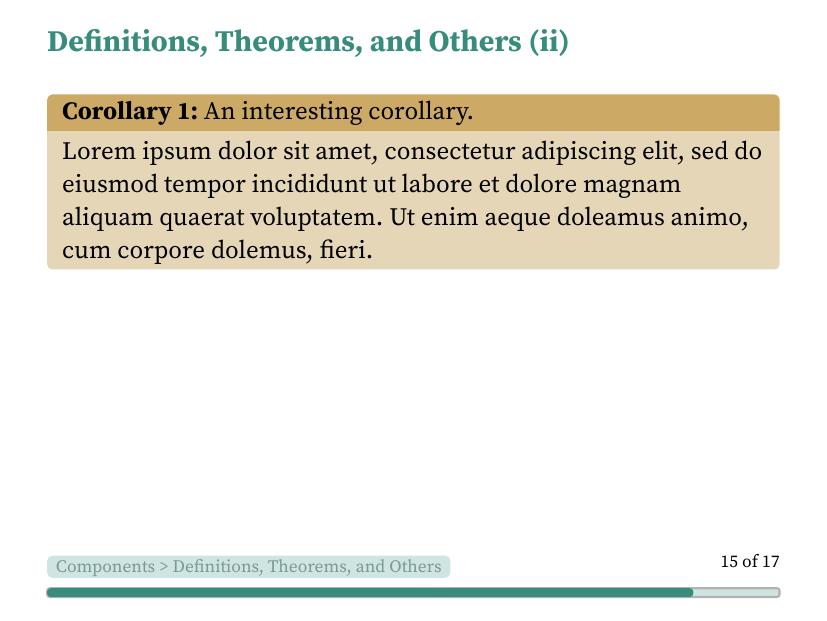 Definitions, Theorems, and Others (ii)
Corollary 1: An interesting corollary.
Lorem ipsum dolor sit amet, consectetur adipiscing elit, sed do
eiusmod tempor incididunt ut labore et dolore magnam
aliquam quaerat voluptatem. Ut enim aeque doleamus animo,
cum corpore dolemus, fieri.
Components > Definitions, Theorems, and Others
15 of 17